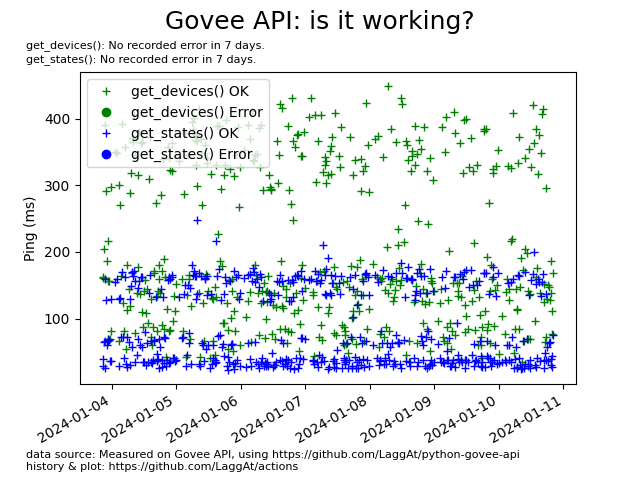 Govee API: is it working?
get_devices(): No recorded error in 7 days.
get_states(): No recorded error in 7 days.
get_devices() OK
get_devices() Error
get_states() OK
get_states() Error
Ping (ms)
400
300
200
100
2024-01-04
2024-01-05
2024-01-06
2024-01-07
2024-01-08
2024-01-09
2024-01-10
2024-01-11
data source: Measured on Govee API, using https://github.com/LaggAt/python-govee-api
history & plot: https://github.com/LaggAt/actions